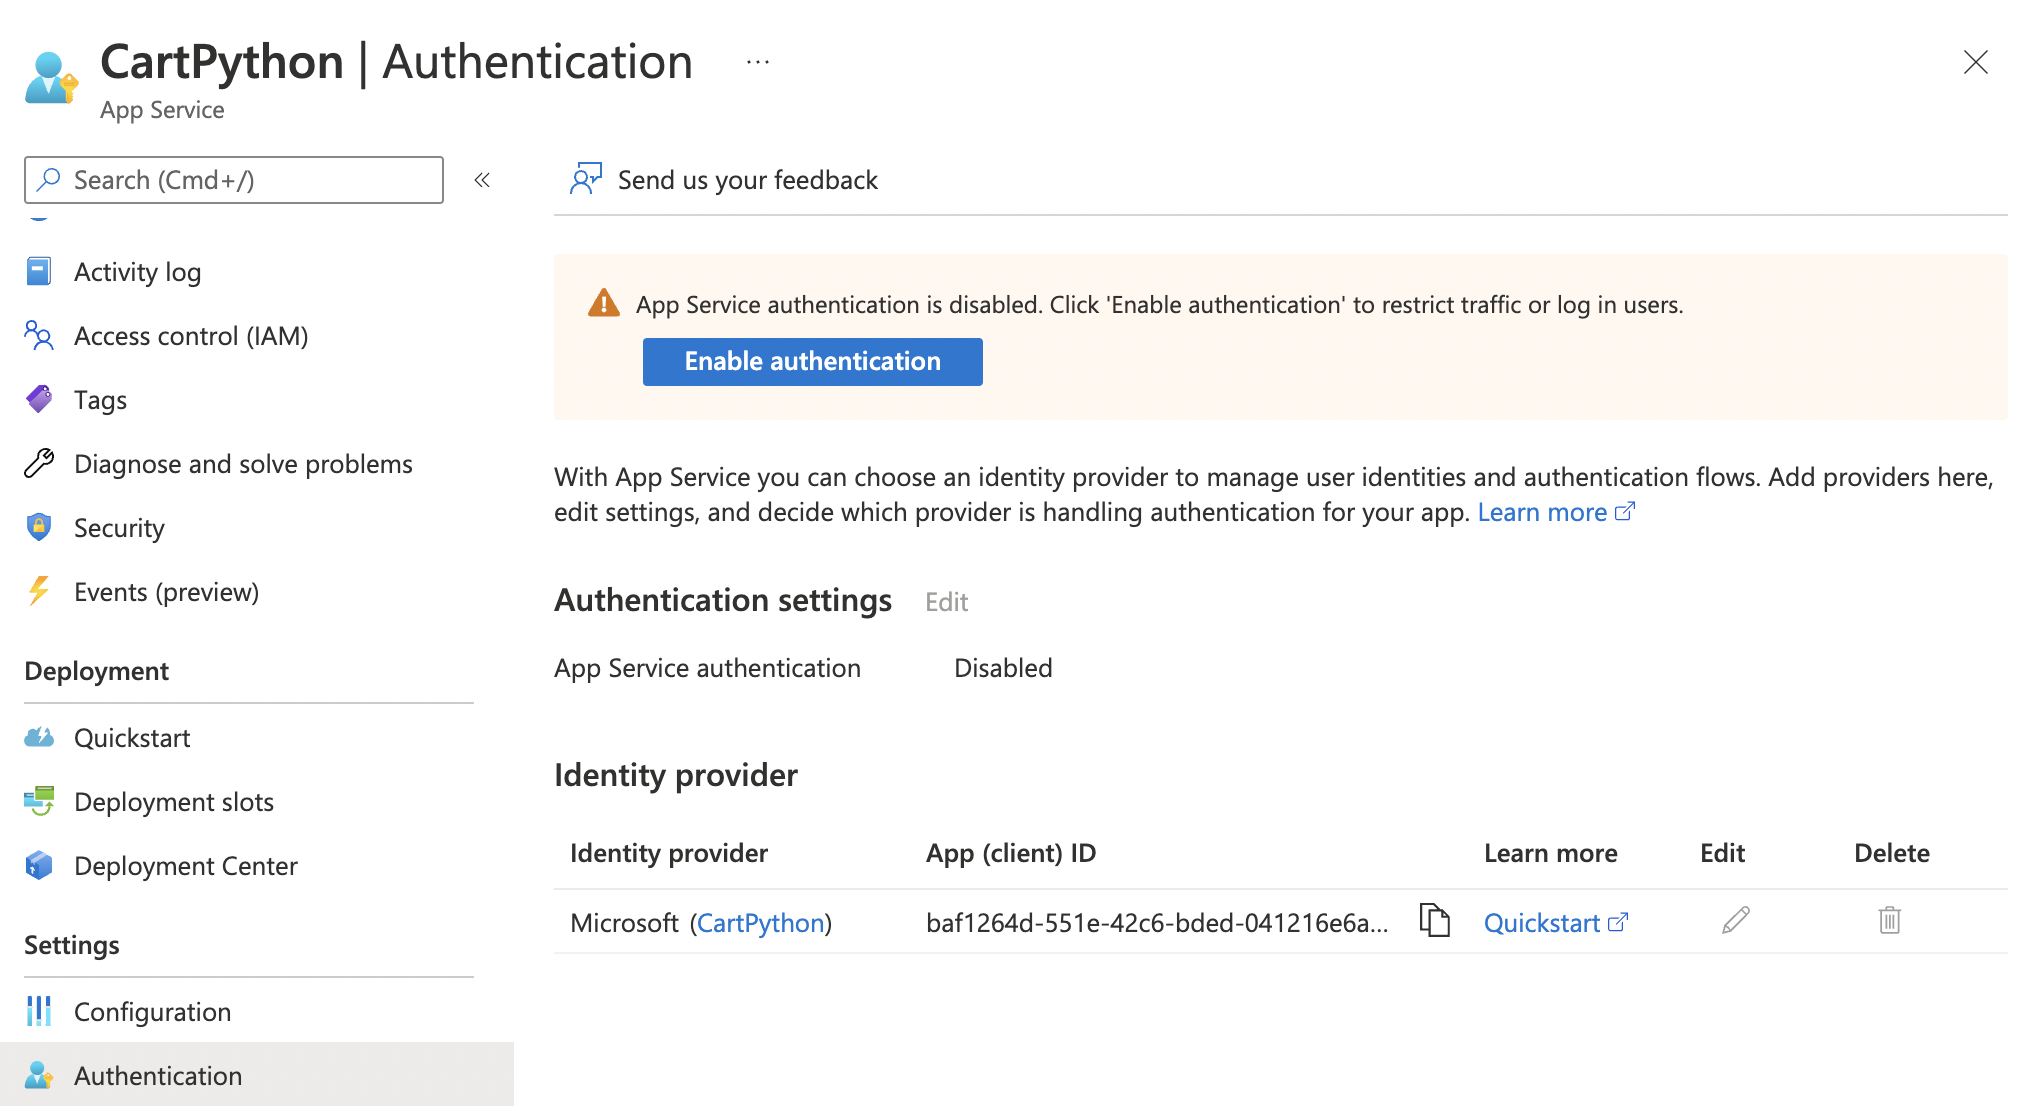 CartPython | Authentication ...
App Service
Search (Cmd+/)
«
Activity log
Access control (IAM)
Tags
Diagnose and solve problems
Security
Events (preview)
Deployment
Quickstart
Deployment slots
Deployment Center
Settings
Configuration
Authentication
Send us your feedback
App Service authentication is disabled. Click 'Enable authentication' to restrict traffic or log in users.
Enable authentication
With App Service you can choose an identity provider to manage user identities and authentication flows. Add providers here,
edit settings, and decide which provider is handling authentication for your app. Learn more
Authentication settings Edit
App Service authentication Disabled
Identity provider
Identity provider App (client) ID Learn more Edit Delete
Microsoft (CartPython) baf1264d-551e-42c6-bded-041216e6a... Quickstart